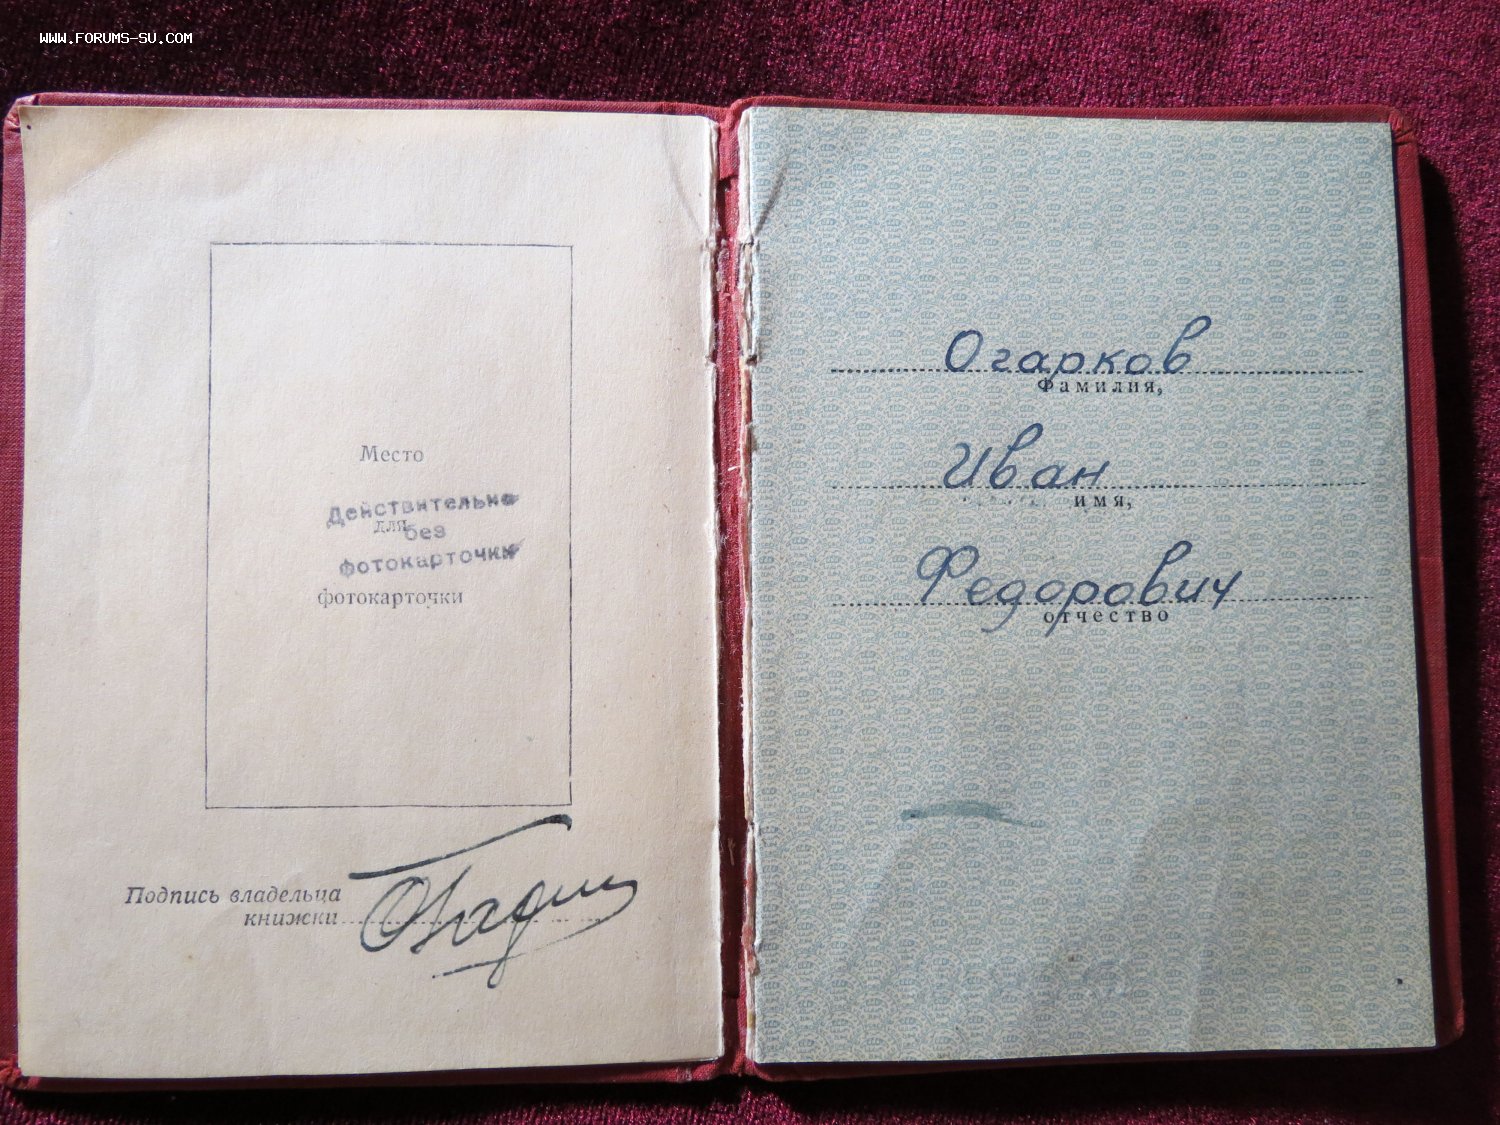 WWW.FORUMS-SU.COM
Место
Действительно
для
без
фотокарточки
фотокарточки
Подпись владельца
книжки
Огарков
Фамилия,
Иван
имя,
Федорович
отчество